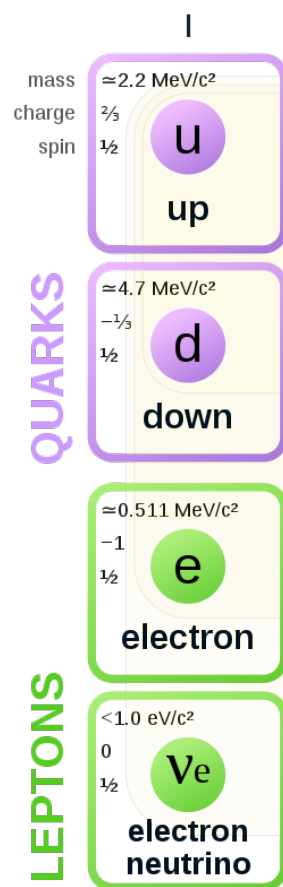 I
mass ≃2.2 MeV/c²
charge ⅔
spin ½
u
up
QUARKS
≃4.7 MeV/c²
−⅓
½
d
down
≃0.511 MeV/c²
−1
½
e
electron
LEPTONS
<1.0 eV/c²
0
½
νe
electron
neutrino